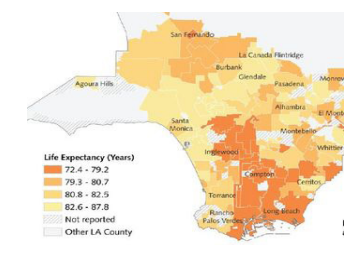 San Fernando
La Canada Flintridge
Burbank
Glendale
Agoura Hills
Pasadena
Monrov
Alhambra
El Monte
Santa
Monica
Montebello
Whittier
Inglewood
Life Expectancy (Years)
72.4 - 79.2
79.3 - 80.7
80.8 - 82.5
82.6 - 87.8
Not reported
Other LA County
Compton
Cerritos
Torrance
Rancho
Palos Verdes
Long Beach